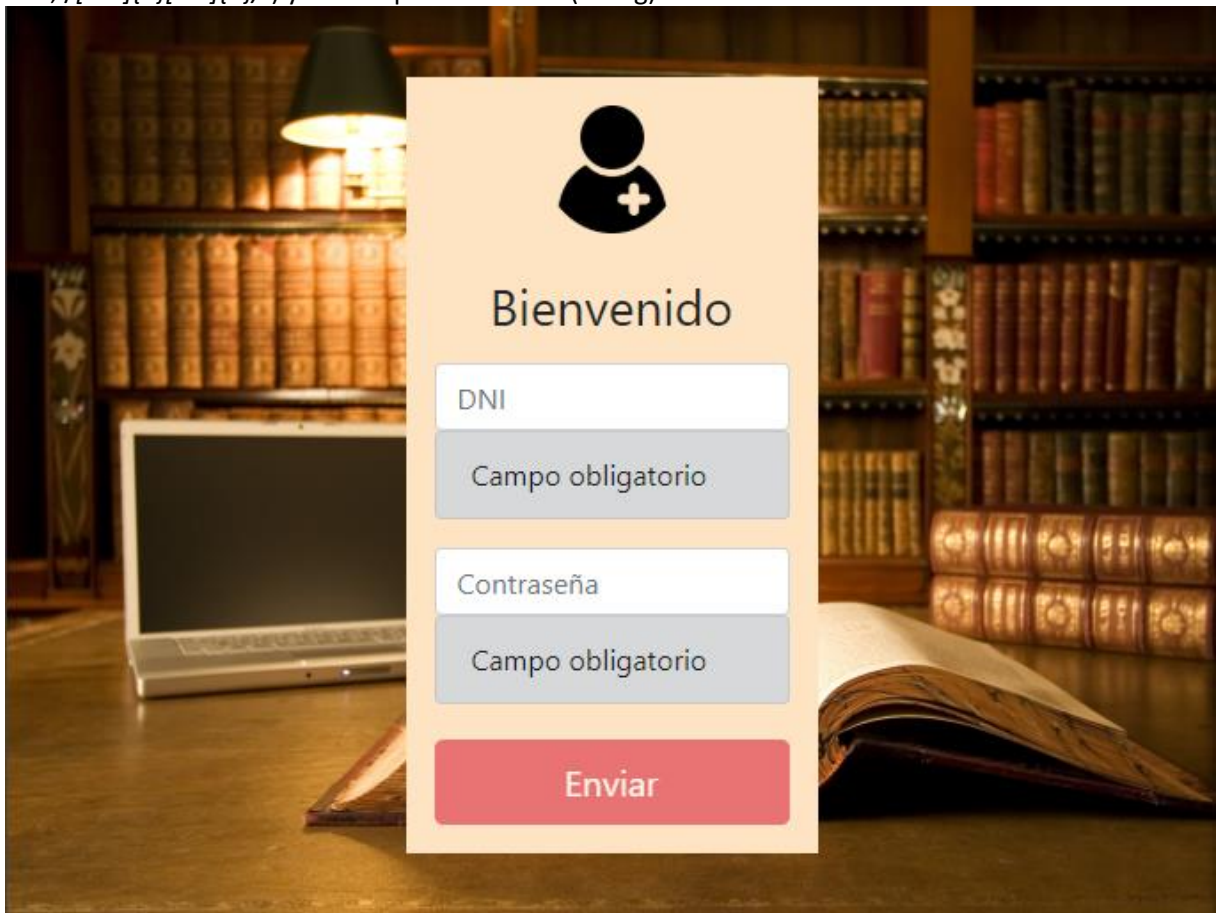 Bienvenido
DNI
Campo obligatorio
Contraseña
Campo obligatorio
Enviar